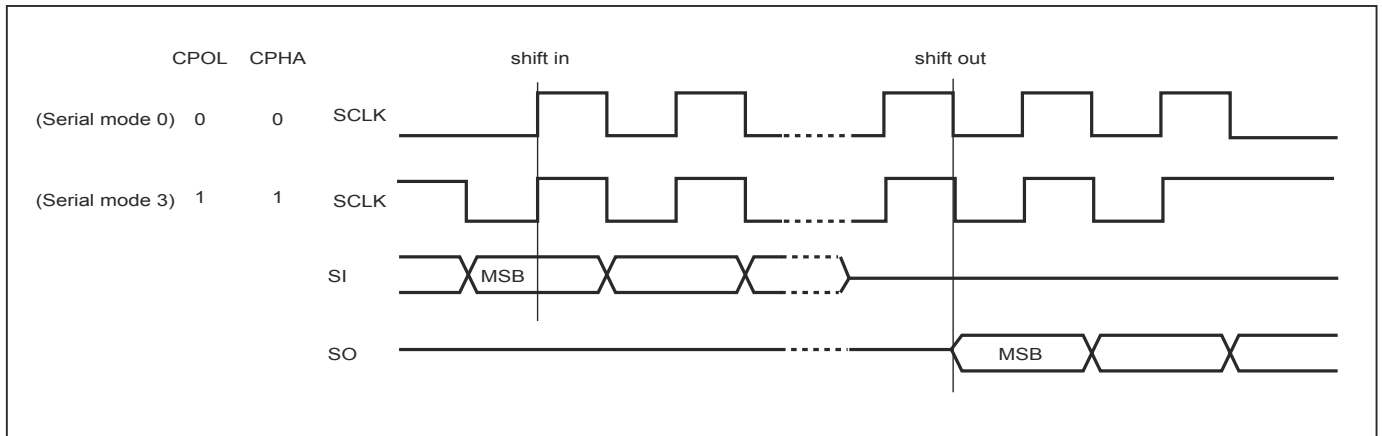 CPOL CPHA shift in shift out
(Serial mode 0) 0 0 SCLK
(Serial mode 3) 1 1 SCLK
SI MSB
SO MSB